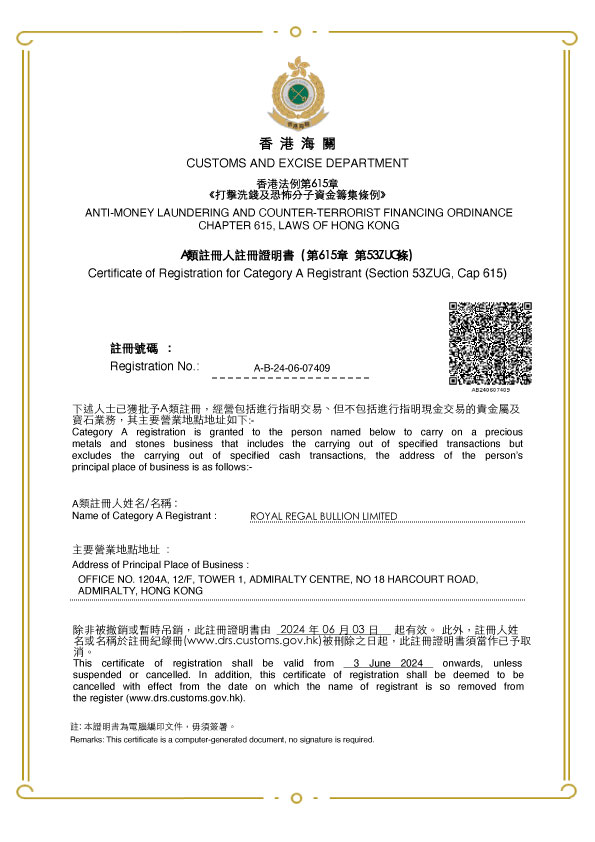 香港海關
香 港 海 關
CUSTOMS AND EXCISE DEPARTMENT
香港法例第615章
《打擊洗錢及恐怖分子資金籌集條例》
ANTI-MONEY LAUNDERING AND COUNTER-TERRORIST FINANCING ORDINANCE
CHAPTER 615, LAWS OF HONG KONG
A類註冊人註冊證明書 (第615章 第53ZUG條)
Certificate of Registration for Category A Registrant (Section 53ZUG, Cap 615)
註冊號碼 :
Registration No.: A-B-24-06-07409
AB240607409
下述人士已獲批予A類註冊，經營包括進行指明交易、但不包括進行指明現金交易的貴金屬及
寶石業務，其主要營業地點地址如下:-
Category A registration is granted to the person named below to carry on a precious
metals and stones business that includes the carrying out of specified transactions but
excludes the carrying out of specified cash transactions, the address of the person's
principal place of business is as follows:-
A類註冊人姓名/名稱 :
Name of Category A Registrant : ROYAL REGAL BULLION LIMITED
主要營業地點地址 :
Address of Principal Place of Business :
OFFICE NO. 1204A, 12/F, TOWER 1, ADMIRALTY CENTRE, NO 18 HARCOURT ROAD,
ADMIRALTY, HONG KONG
除非被撤銷或暫時吊銷，此註冊證明書由 2024 年 06 月 03 日 起有效。 此外，註冊人姓
名或名稱於註冊紀錄冊(www.drs.customs.gov.hk)被刪除之日起，此註冊證明書須當作已予取
消。
This certificate of registration shall be valid from 3 June 2024 onwards, unless
suspended or cancelled. In addition, this certificate of registration shall be deemed to be
cancelled with effect from the date on which the name of registrant is so removed from
the register (www.drs.customs.gov.hk).
註: 本證明書為電腦編印文件，毋須簽署。
Remarks: This certificate is a computer-generated document, no signature is required.